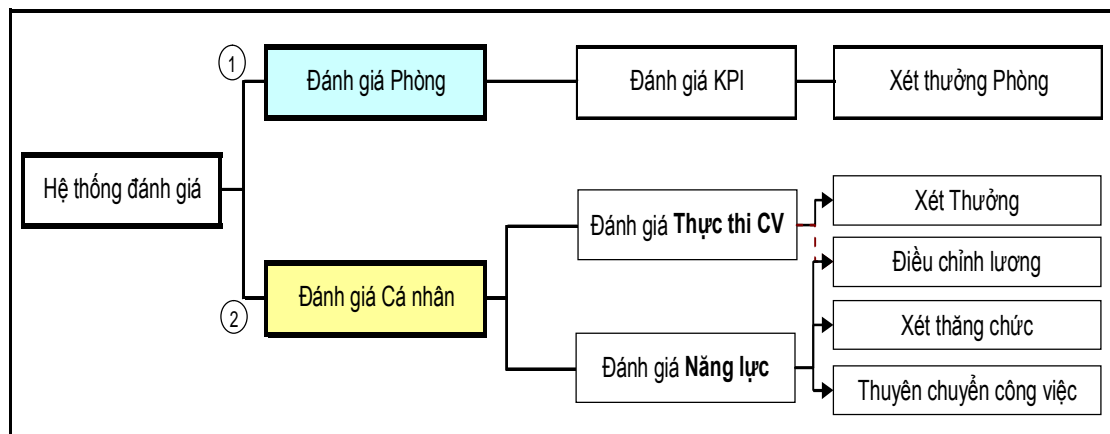 1
Đánh giá Phòng
Đánh giá KPI
Xét thưởng Phòng
Hệ thống đánh giá
Đánh giá Thực thi CV
Xét Thưởng
Điều chỉnh lương
2
Đánh giá Cá nhân
Xét thăng chức
Đánh giá Năng lực
Thuyên chuyển công việc